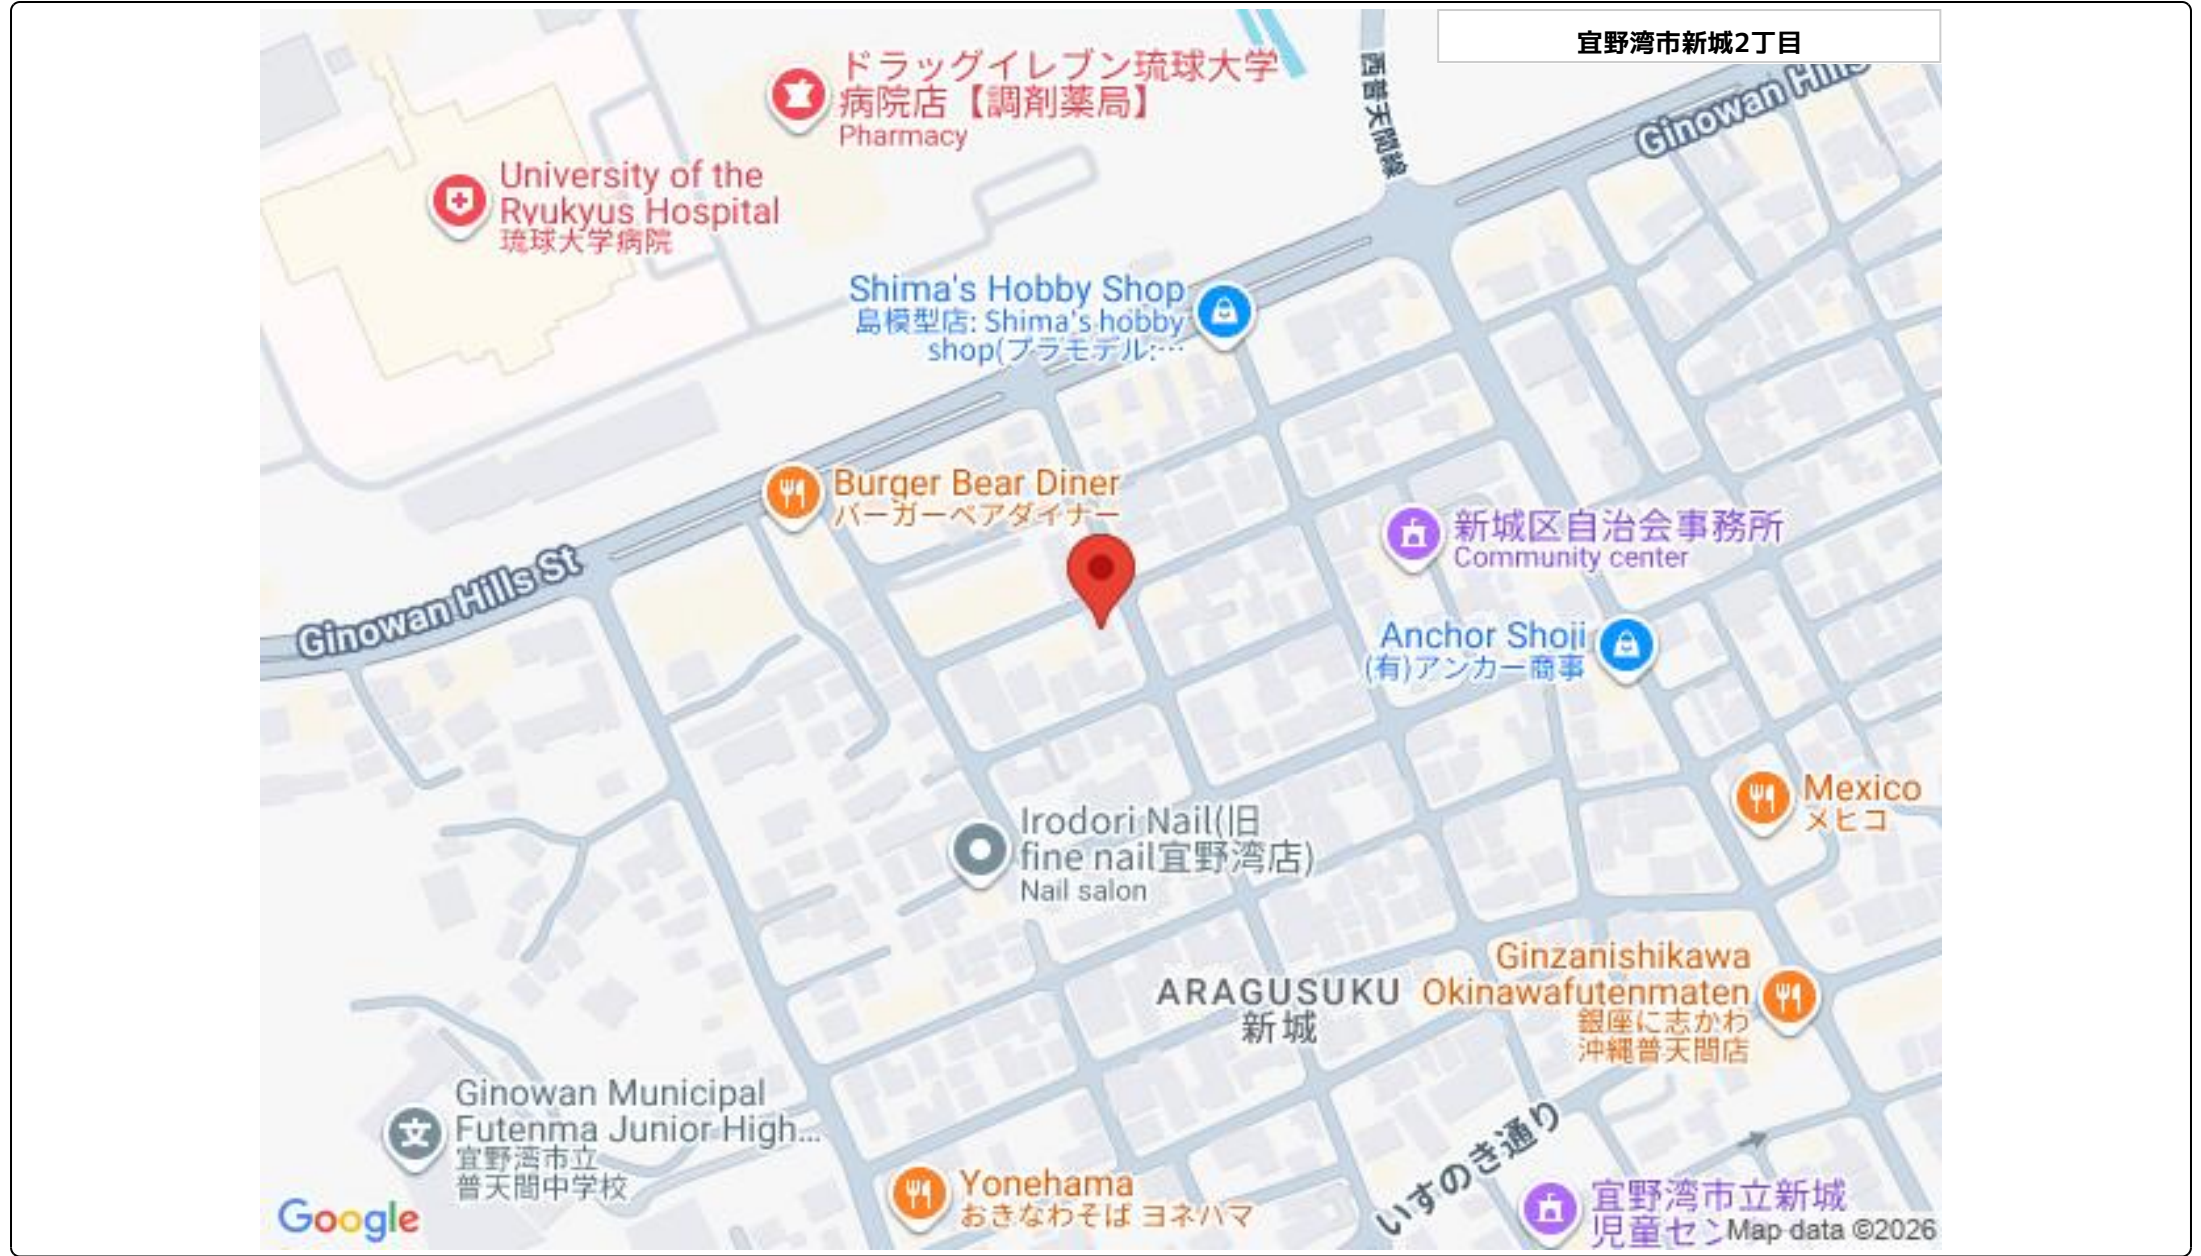 宜野湾市新城2丁目
ドラッグイレブン琉球大学
病院店【調剤薬局】
Pharmacy
西普天間線
Ginowan Hills
University of the
Ryukyus Hospital
琉球大学病院
Shima's Hobby Shop
島模型店: Shima's hobby
shop(プラモデル:…
Burger Bear Diner
バーガーベアダイナー
新城区自治会事務所
Community center
Ginowan Hills St
Anchor Shoji
(有)アンカー商事
Mexico
メヒコ
Irodori Nail(旧
fine nail宜野湾店)
Nail salon
ARAGUSUKU
新城
Ginzanishikawa
Okinawafutenmaten
銀座に志かわ
沖縄普天間店
Ginowan Municipal
Futenma Junior High...
宜野湾市立
普天間中学校
いすのき通り
Yonehama
おきなわそば ヨネハマ
宜野湾市立新城
児童セン
Google
Map data ©2026